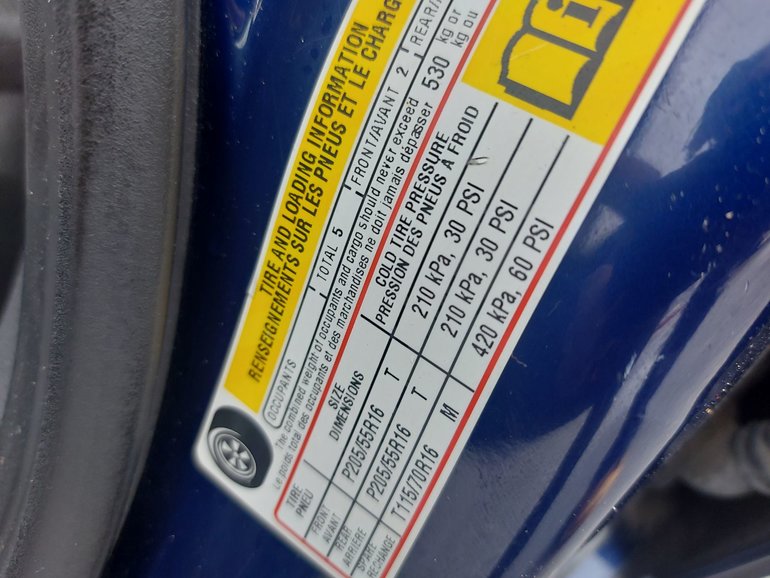 TIRE AND LOADING INFORMATION
RENSEIGNEMENTS SUR LES PNEUS ET LE CHARG
OCCUPANTS TOTAL 5 FRONT/AVANT 2 REAR/
The combined weight of occupants and cargo should never exceed 530 kg or
Le poids total des occupants et des marchandises ne doit jamais dépasser kg ou
TIRE SIZE COLD TIRE PRESSURE
PNEU DIMENSIONS PRESSION DES PNEUS À FROID
FRONT
AVANT P205/55R16 T 210 kPa, 30 PSI
REAR
ARRIERE P205/55R16 T 210 kPa, 30 PSI
SPARE
RECHANGE T115/70R16 M 420 kPa, 60 PSI
i